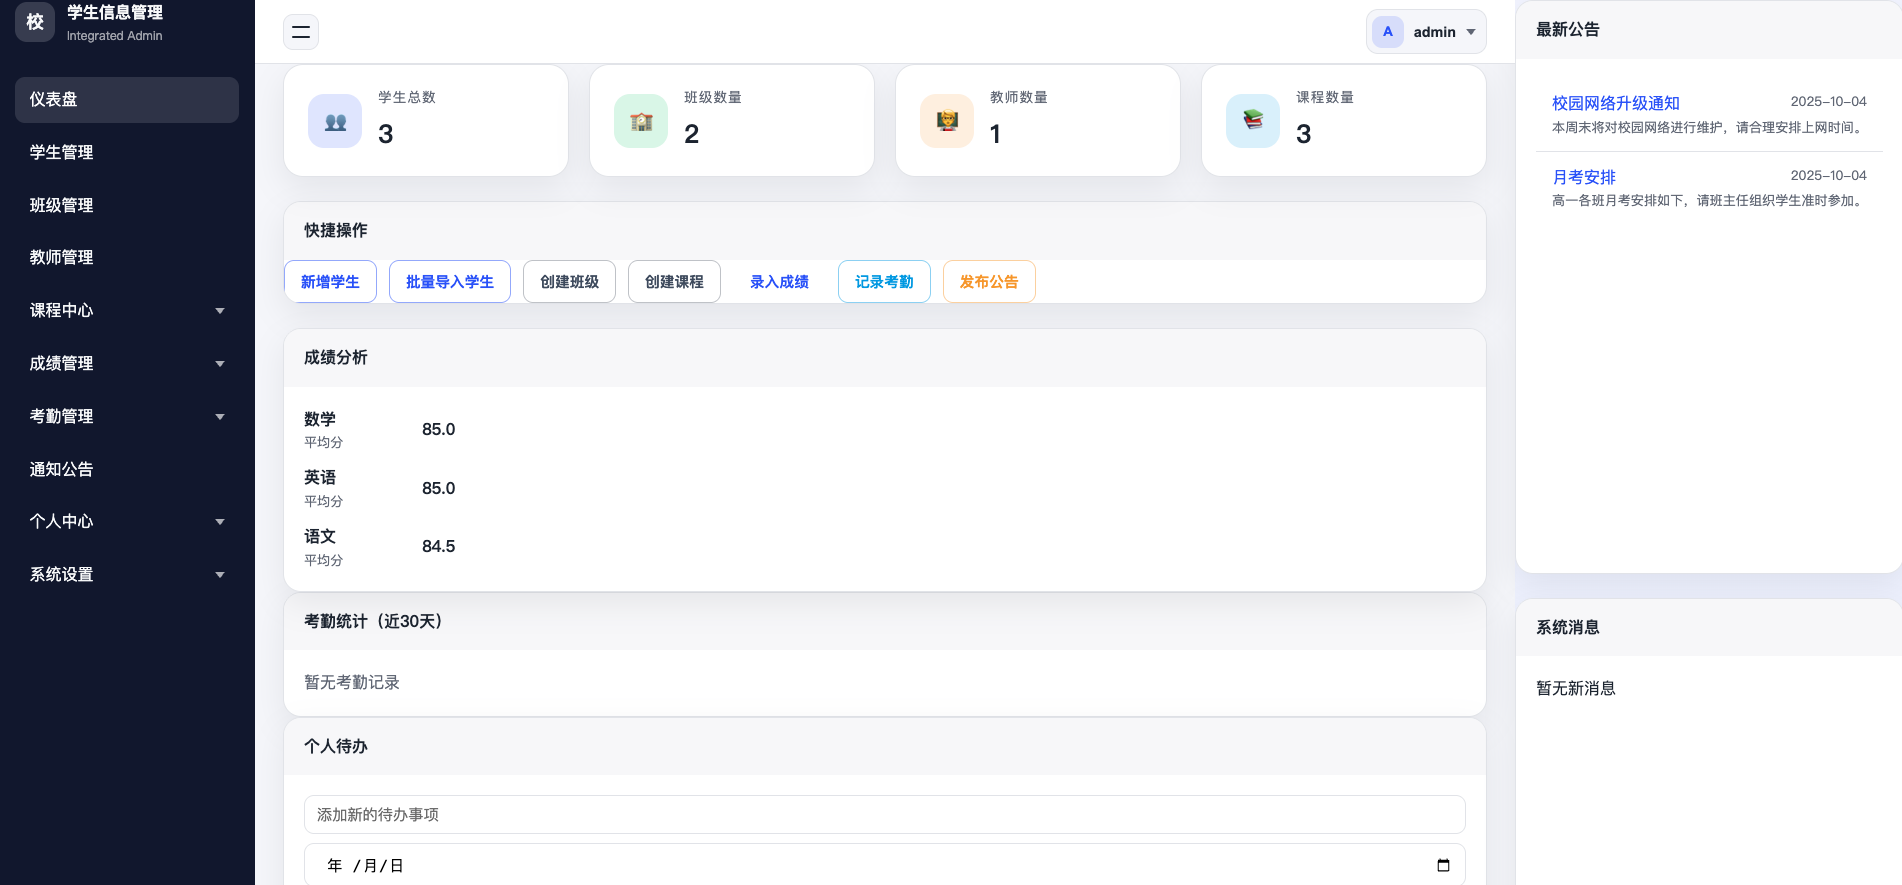 校
学生信息管理
Integrated Admin
仪表盘
学生管理
班级管理
教师管理
课程中心
成绩管理
考勤管理
通知公告
个人中心
系统设置
A admin
学生总数
3
班级数量
2
教师数量
1
课程数量
3
快捷操作
新增学生 批量导入学生 创建班级 创建课程 录入成绩 记录考勤 发布公告
成绩分析
数学
平均分
85.0
英语
平均分
85.0
语文
平均分
84.5
考勤统计（近30天）
暂无考勤记录
个人待办
添加新的待办事项
年 /月/日
最新公告
校园网络升级通知 2025-10-04
本周末将对校园网络进行维护，请合理安排上网时间。
月考安排 2025-10-04
高一各班月考安排如下，请班主任组织学生准时参加。
系统消息
暂无新消息